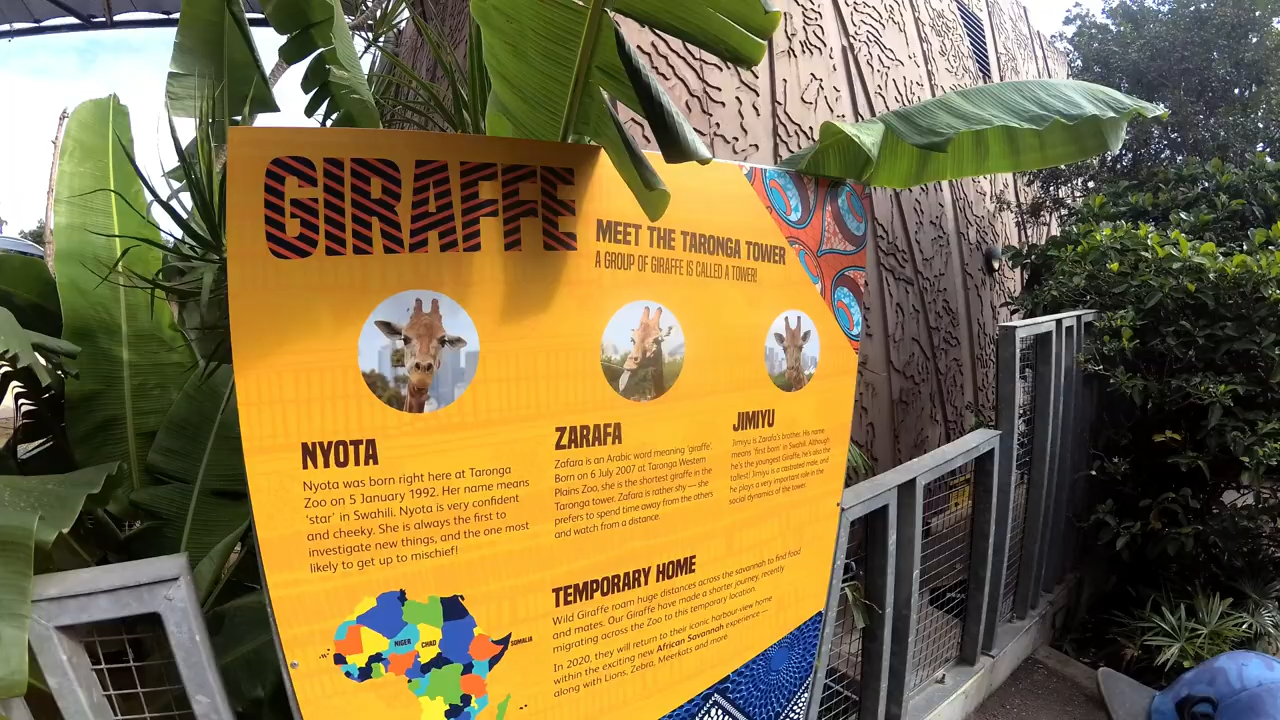 GIRAFFE
MEET THE TARONGA TOWER
A GROUP OF GIRAFFE IS CALLED A TOWER!
NYOTA
Nyota was born right here at Taronga
Zoo on 5 January 1992. Her name means
'star' in Swahili. Nyota is very confident
and cheeky. She is always the first to
investigate new things, and the one most
likely to get up to mischief!
ZARAFA
Zafara is an Arabic word meaning 'giraffe'.
Born on 6 July 2007 at Taronga Western
Plains Zoo, she is the shortest giraffe in the
Taronga tower. Zafara is rather shy — she
prefers to spend time away from the others
and watch from a distance.
JIMIYU
Jimiyu is Zarafa's brother. His name
means 'first born' in Swahili. Although
he's the youngest Giraffe, he's also the
tallest! Jimiyu is a castrated male, and
he plays a very important role in the
social dynamics of the tower.
TEMPORARY HOME
Wild Giraffe roam huge distances across the savannah to find food
and mates. Our Giraffe have made a shorter journey, recently
migrating across the Zoo to this temporary location.
In 2020, they will return to their iconic harbour-view home
within the exciting new African Savannah experience —
along with Lions, Zebra, Meerkats and more.
NIGER
CHAD
SOMALIA